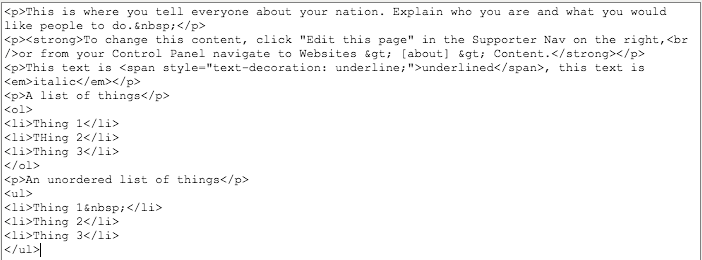 <p>This is where you tell everyone about your nation. Explain who you are and what you would
like people to do.&nbsp;</p>
<p><strong>To change this content, click "Edit this page" in the Supporter Nav on the right,<br
/>or from your Control Panel navigate to Websites &gt; [about] &gt; Content.</strong></p>
<p>This text is <span style="text-decoration: underline;">underlined</span>, this text is
<em>italic</em></p>
<p>A list of things</p>
<ol>
<li>Thing 1</li>
<li>THing 2</li>
<li>Thing 3</li>
</ol>
<p>An unordered list of things</p>
<ul>
<li>Thing 1&nbsp;</li>
<li>Thing 2</li>
<li>Thing 3</li>
</ul>